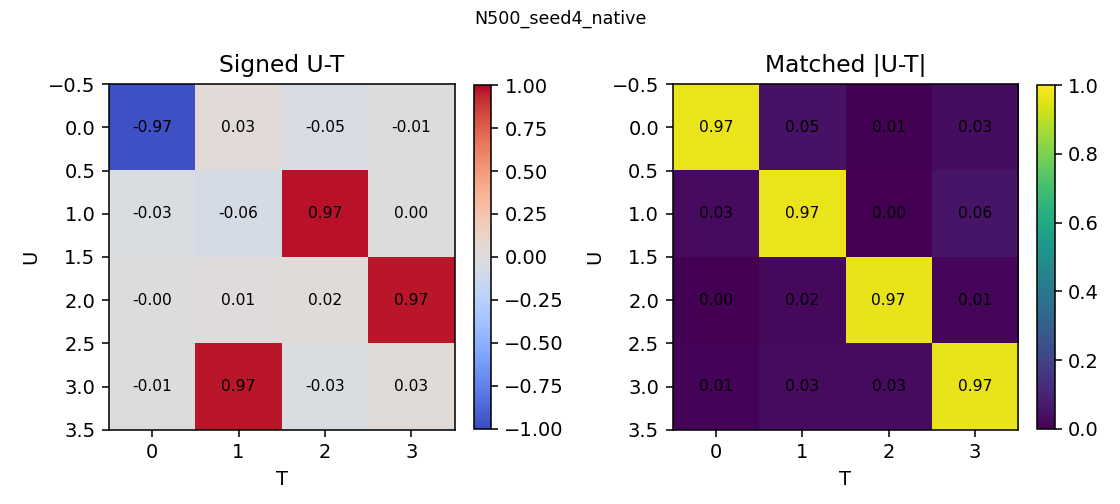 N500_seed4_native
Signed U-T
−0.5
0.0
0.5
1.0
1.5
2.0
2.5
3.0
3.5
U
-0.97 0.03 -0.05 -0.01
-0.03 -0.06 0.97 0.00
-0.00 0.01 0.02 0.97
-0.01 0.97 -0.03 0.03
0 1 2 3
T
1.00
0.75
0.50
0.25
0.00
−0.25
−0.50
−0.75
−1.00
Matched |U-T|
−0.5
0.0
0.5
1.0
1.5
2.0
2.5
3.0
3.5
U
0.97 0.05 0.01 0.03
0.03 0.97 0.00 0.06
0.00 0.02 0.97 0.01
0.01 0.03 0.03 0.97
0 1 2 3
T
1.0
0.8
0.6
0.4
0.2
0.0